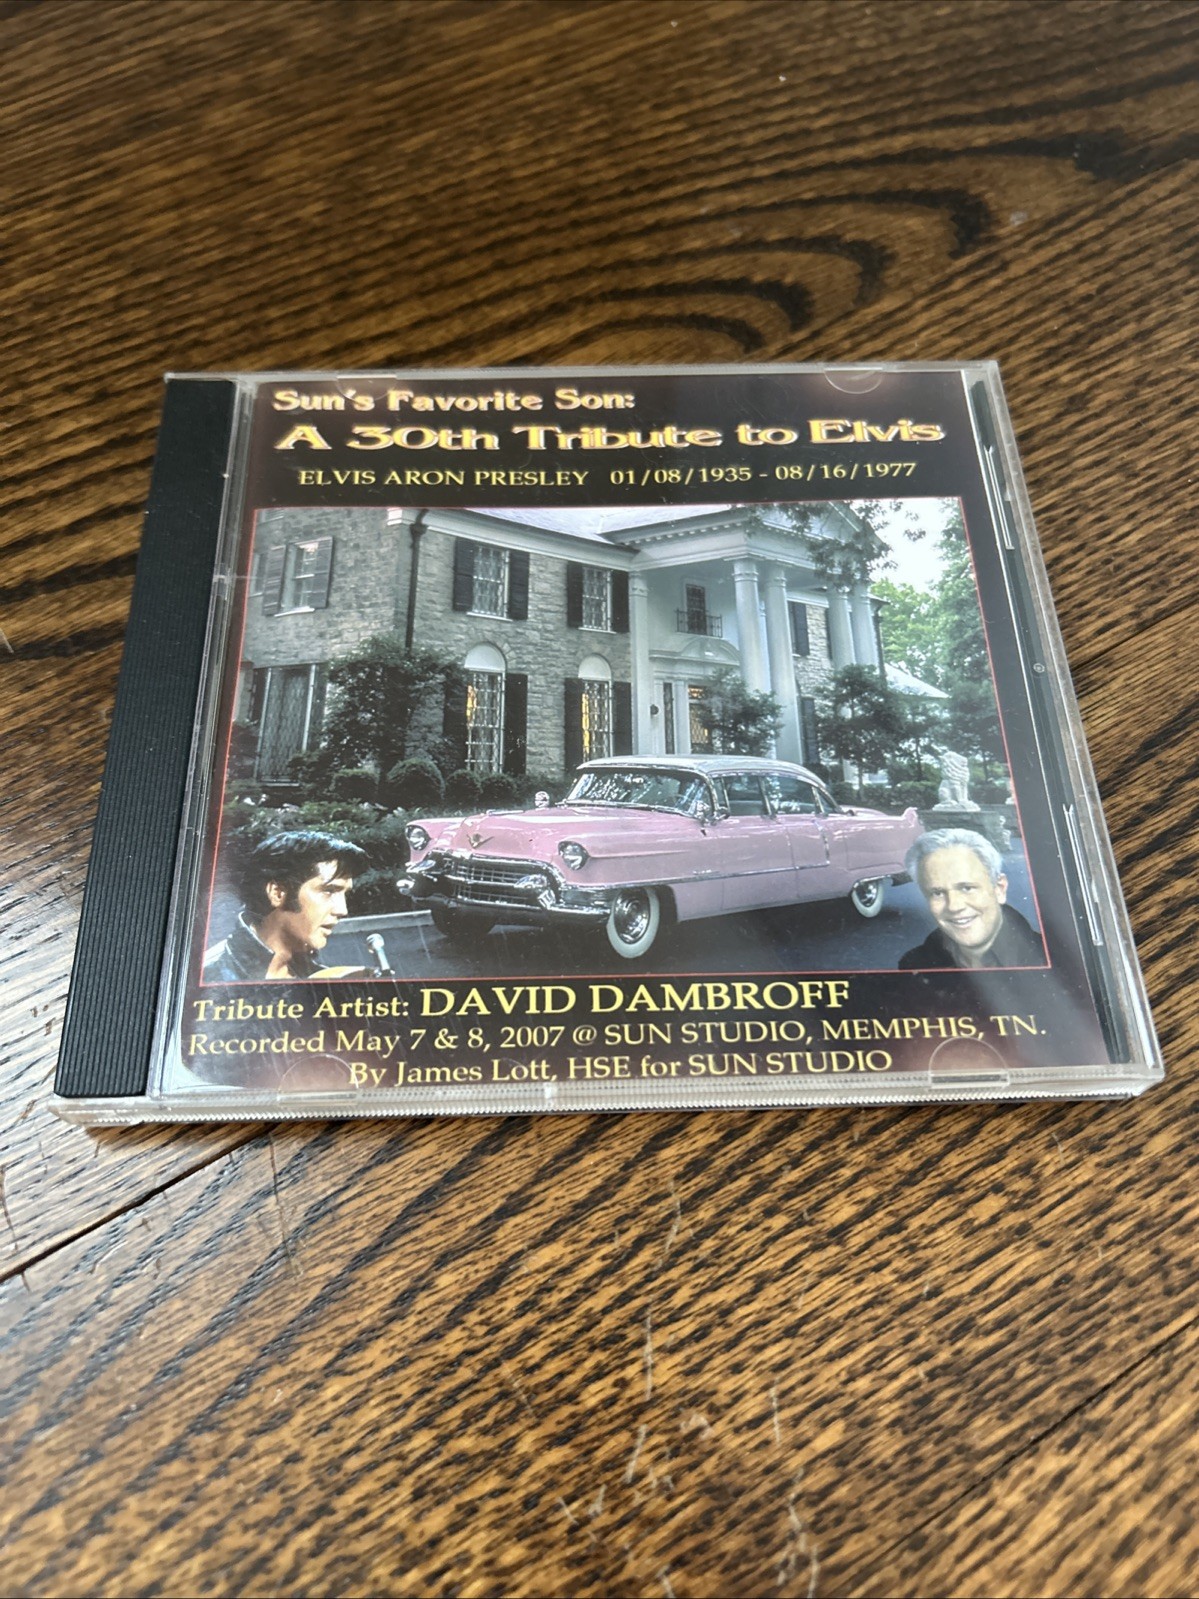 Sun's Favorite Son:
A 30th Tribute to Elvis
ELVIS ARON PRESLEY 01/08/1935 - 08/16/1977
Tribute Artist: DAVID DAMBROFF
Recorded May 7 & 8, 2007 @ SUN STUDIO, MEMPHIS, TN.
By James Lott, HSE for SUN STUDIO